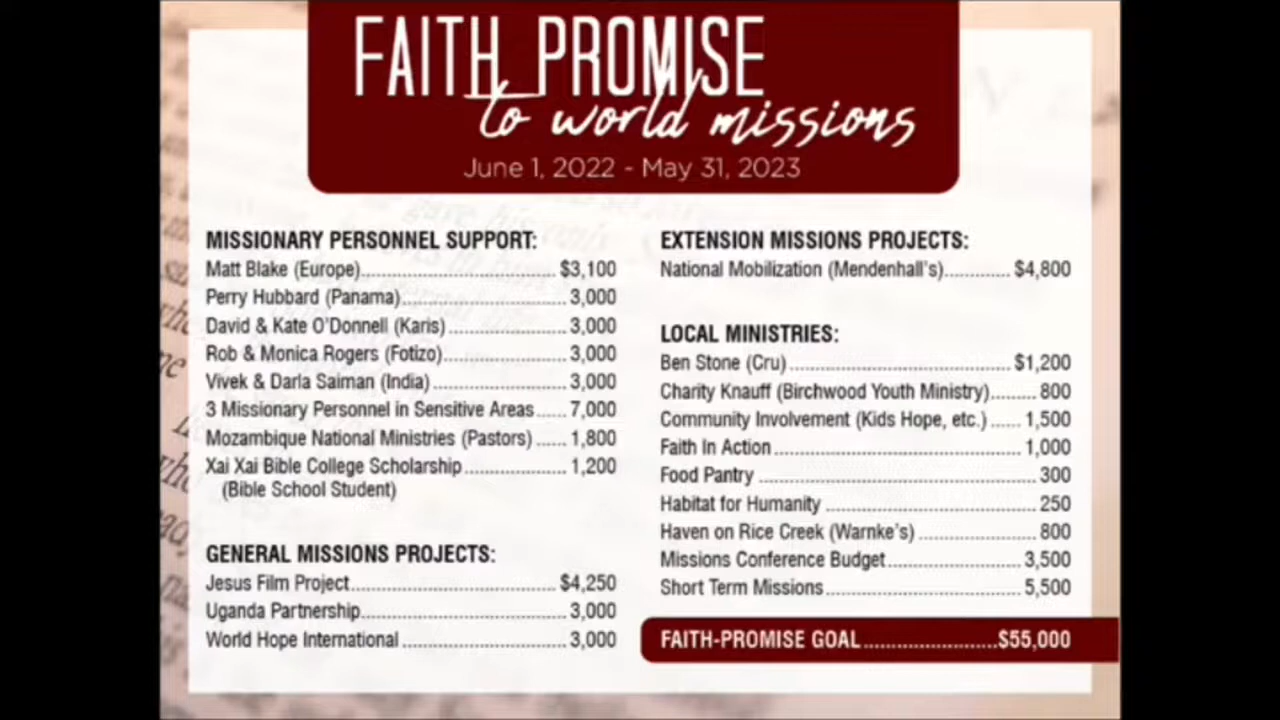 FAITH PROMISE
to world missions
June 1, 2022 - May 31, 2023
MISSIONARY PERSONNEL SUPPORT:
Matt Blake (Europe)............................................ $3,100
Perry Hubbard (Panama)..................................... 3,000
David & Kate O'Donnell (Karis) ........................... 3,000
Rob & Monica Rogers (Fotizo)............................ 3,000
Vivek & Darla Saiman (India) .............................. 3,000
3 Missionary Personnel in Sensitive Areas ...... 7,000
Mozambique National Ministries (Pastors) ...... 1,800
Xai Xai Bible College Scholarship ...................... 1,200
(Bible School Student)
GENERAL MISSIONS PROJECTS:
Jesus Film Project.............................................. $4,250
Uganda Partnership.............................................. 3,000
World Hope International ..................................... 3,000
EXTENSION MISSIONS PROJECTS:
National Mobilization (Mendenhall's).............. $4,800
LOCAL MINISTRIES:
Ben Stone (Cru) .................................................. $1,200
Charity Knauff (Birchwood Youth Ministry)......... 800
Community Involvement (Kids Hope, etc.) ...... 1,500
Faith In Action ...................................................... 1,000
Food Pantry ............................................................. 300
Habitat for Humanity ............................................... 250
Haven on Rice Creek (Warnke's) ........................... 800
Missions Conference Budget............................... 3,500
Short Term Missions............................................. 5,500
FAITH-PROMISE GOAL.........................$55,000